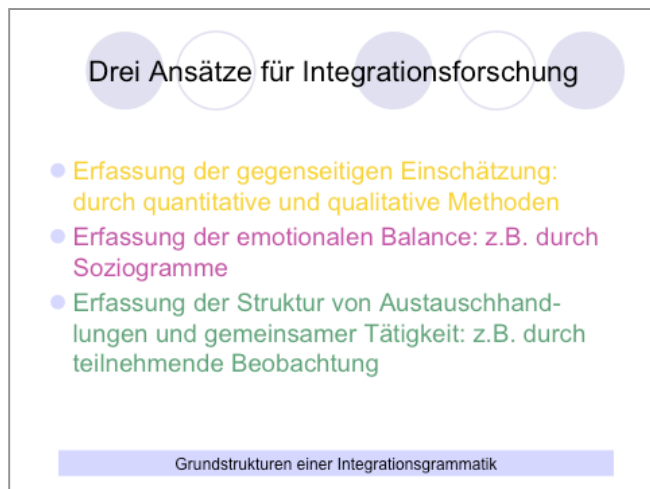 Drei Ansätze für Integrationsforschung
Erfassung der gegenseitigen Einschätzung:
durch quantitative und qualitative Methoden
Erfassung der emotionalen Balance: z.B. durch
Soziogramme
Erfassung der Struktur von Austauschhand-
lungen und gemeinsamer Tätigkeit: z.B. durch
teilnehmende Beobachtung
Grundstrukturen einer Integrationsgrammatik